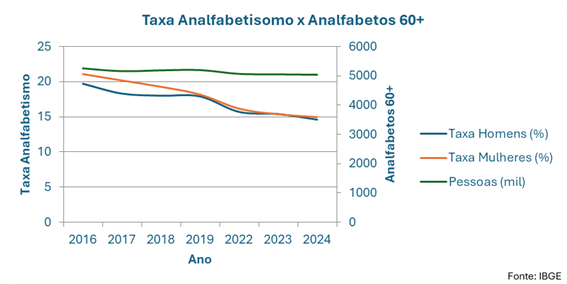 Taxa Analfabetisomo x Analfabetos 60+
25
20
15
10
5
0
Taxa Analfabetismo
6000
5000
4000
3000
2000
1000
0
Analfabetos 60+
2016 2017 2018 2019 2022 2023 2024
Ano
Taxa Homens (%)
Taxa Mulheres (%)
Pessoas (mil)
Fonte: IBGE